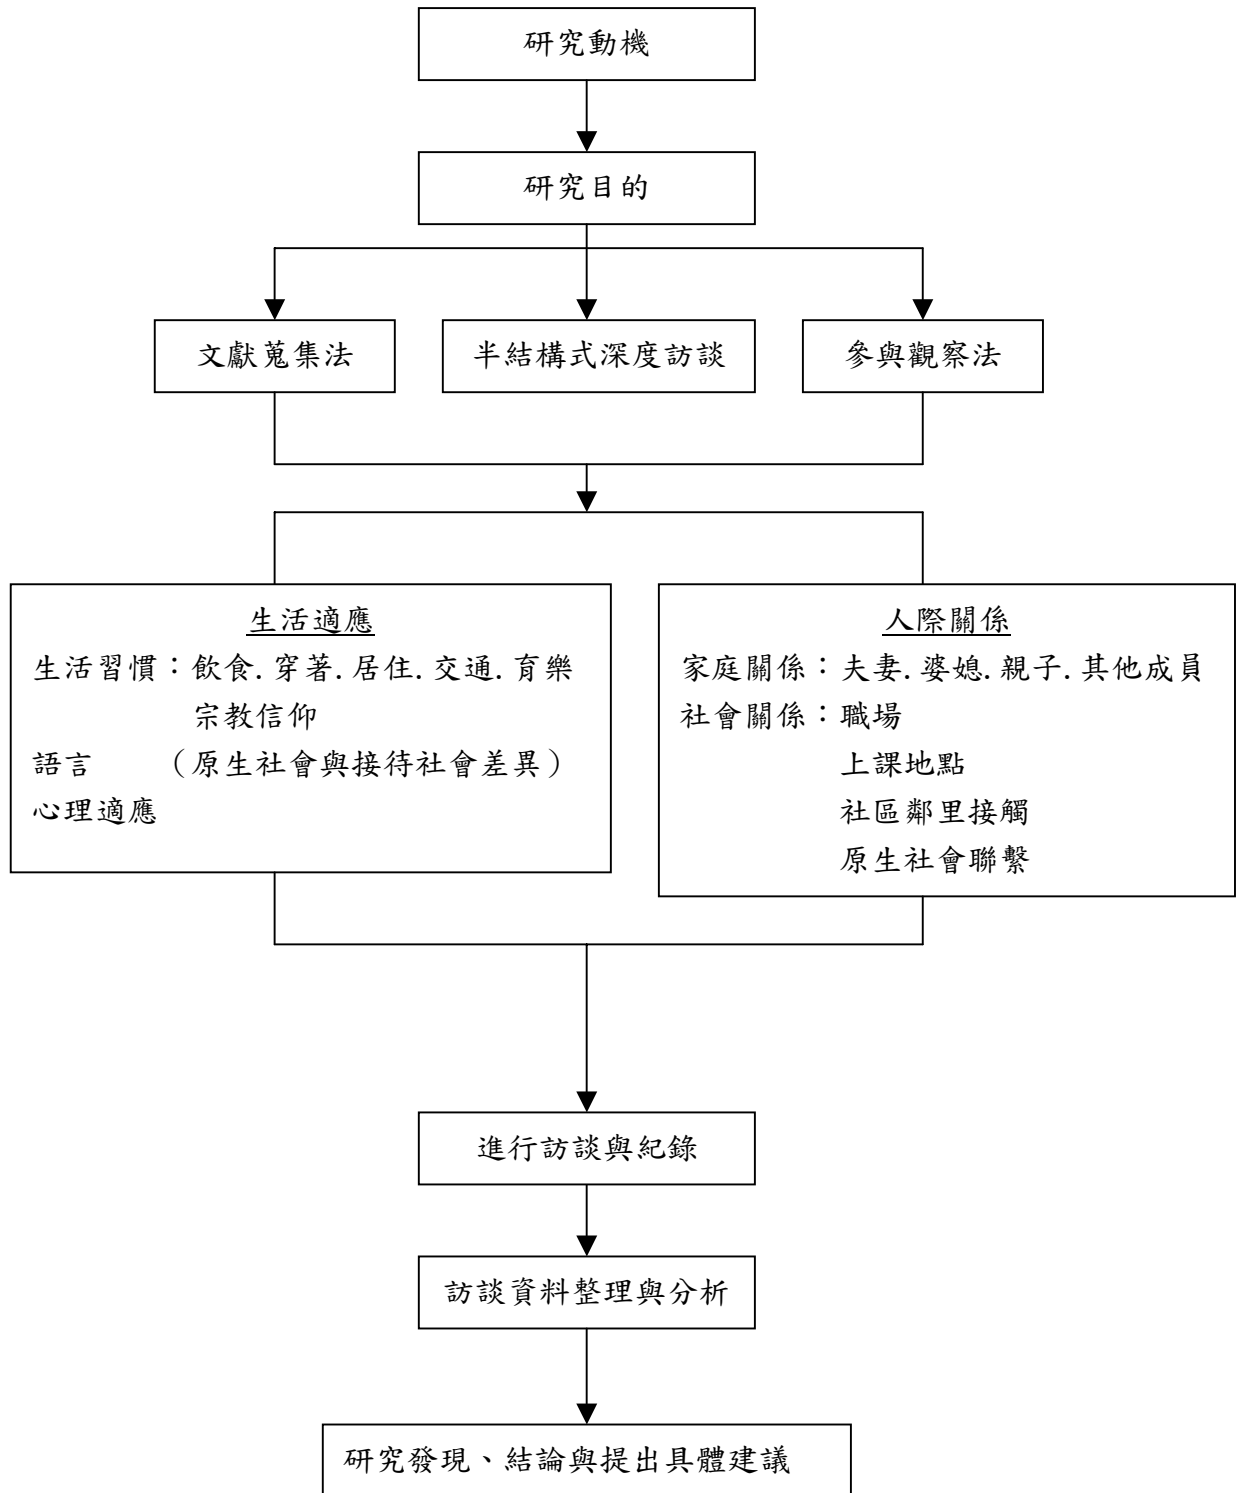 研究動機
研究目的
文獻蒐集法
半結構式深度訪談
參與觀察法
生活適應
生活習慣：飲食.穿著.居住.交通.育樂
宗教信仰
語言　　（原生社會與接待社會差異）
心理適應
人際關係
家庭關係：夫妻.婆媳.親子.其他成員
社會關係：職場
上課地點
社區鄰里接觸
原生社會聯繫
進行訪談與紀錄
訪談資料整理與分析
研究發現、結論與提出具體建議